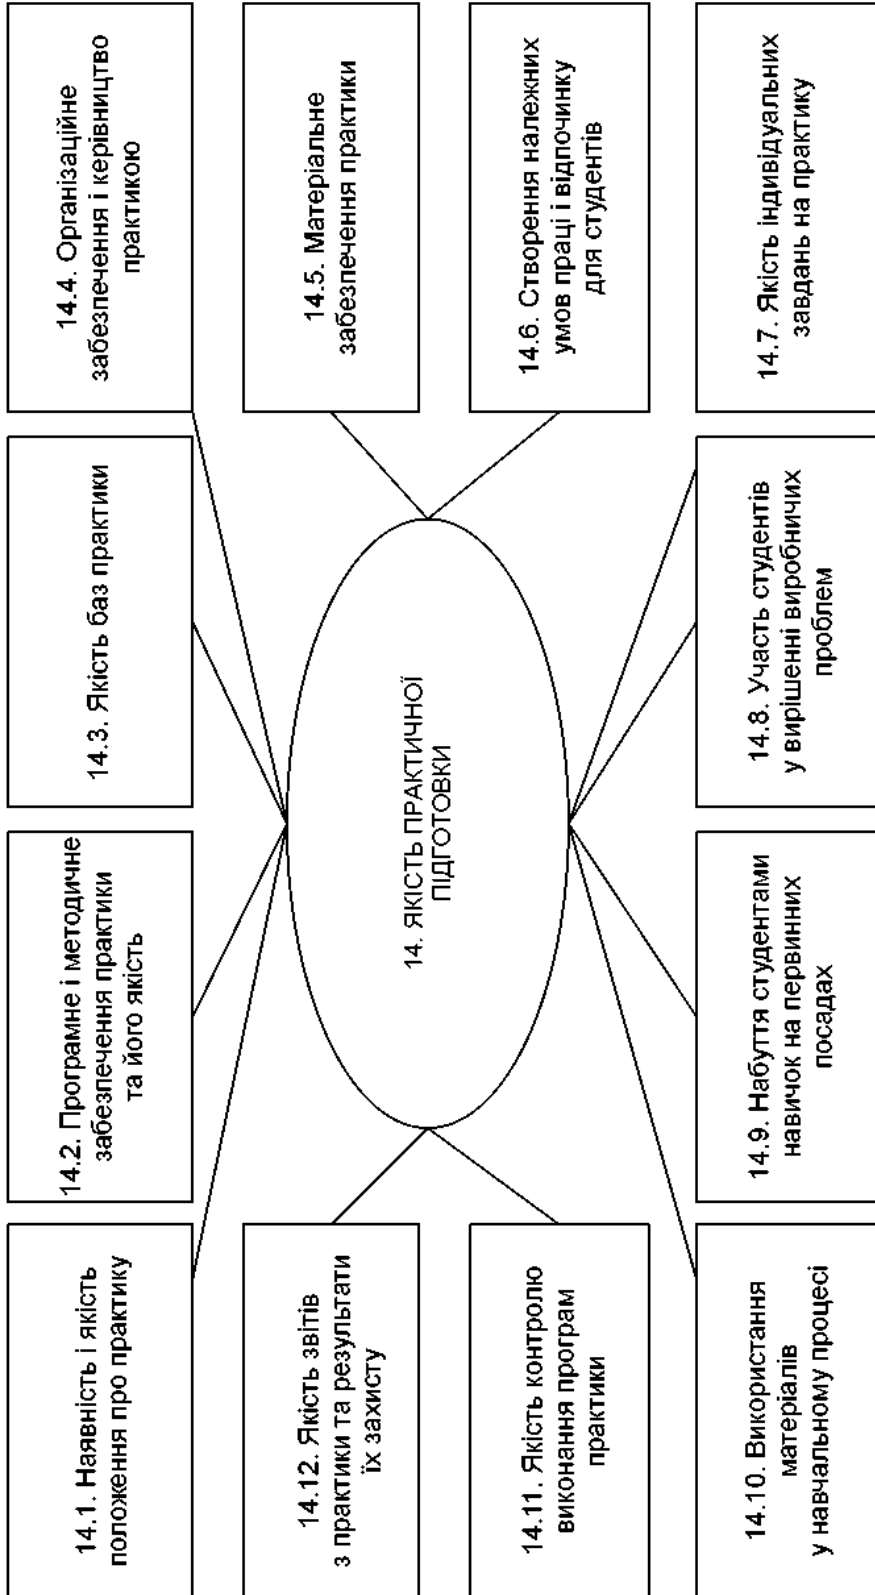 14.1. Наявність і якість
положення про практику
14.2. Програмне і методичне
забезпечення практики
та його якість
14.3. Якість баз практики
14.4. Організаційне
забезпечення і керівництво
практикою
14.12. Якість звітів
з практики та результати
їх захисту
14. ЯКІСТЬ ПРАКТИЧНОЇ
ПІДГОТОВКИ
14.5. Матеріальне
забезпечення практики
14.11. Якість контролю
виконання програм
практики
14.6. Створення належних
умов праці і відпочинку
для студентів
14.10. Використання
матеріалів
у навчальному процесі
14.9. Набуття студентами
навичок на первинних
посадах
14.8. Участь студентів
у вирішенні виробничих
проблем
14.7. Якість індивідуальних
завдань на практику